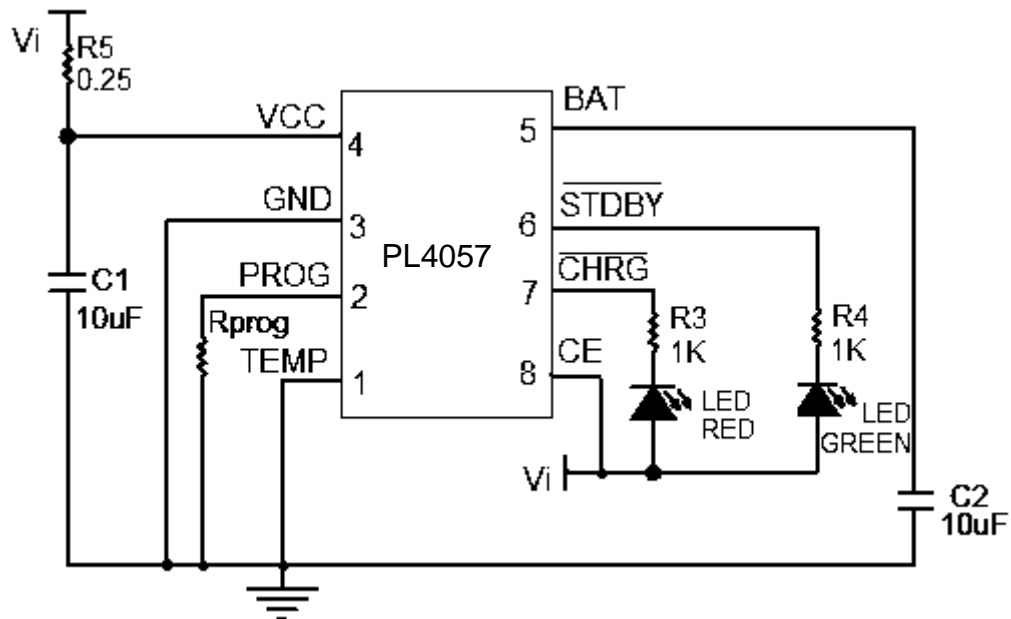 Vi
R5
0.25
VCC
4
GND
3
PROG
2
Rprog
TEMP
1
C1
10uF
PL4057
BAT
5
STDBY
6
CHRG
7
CE
8
R3
1K
R4
1K
LED
RED
LED
GREEN
Vi
C2
10uF